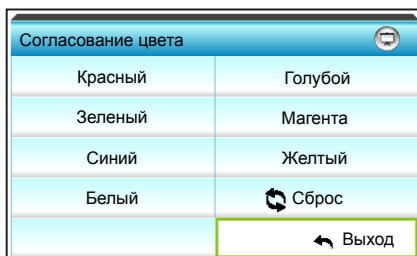 Согласование цвета
Красный Голубой
Зеленый Магента
Синий Желтый
Белый Сброс
Выход